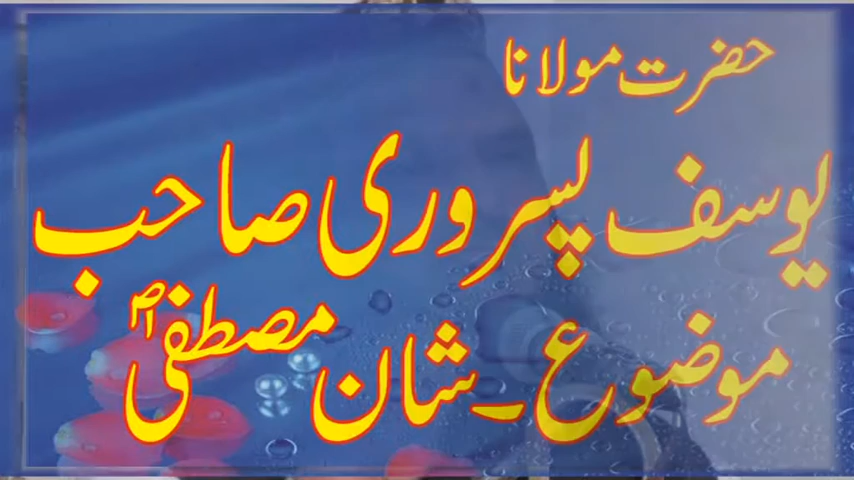 حضرت مولانا
یوسف پسروری صاحب
موضوع ۔ شان مصطفیٰ ﷺ